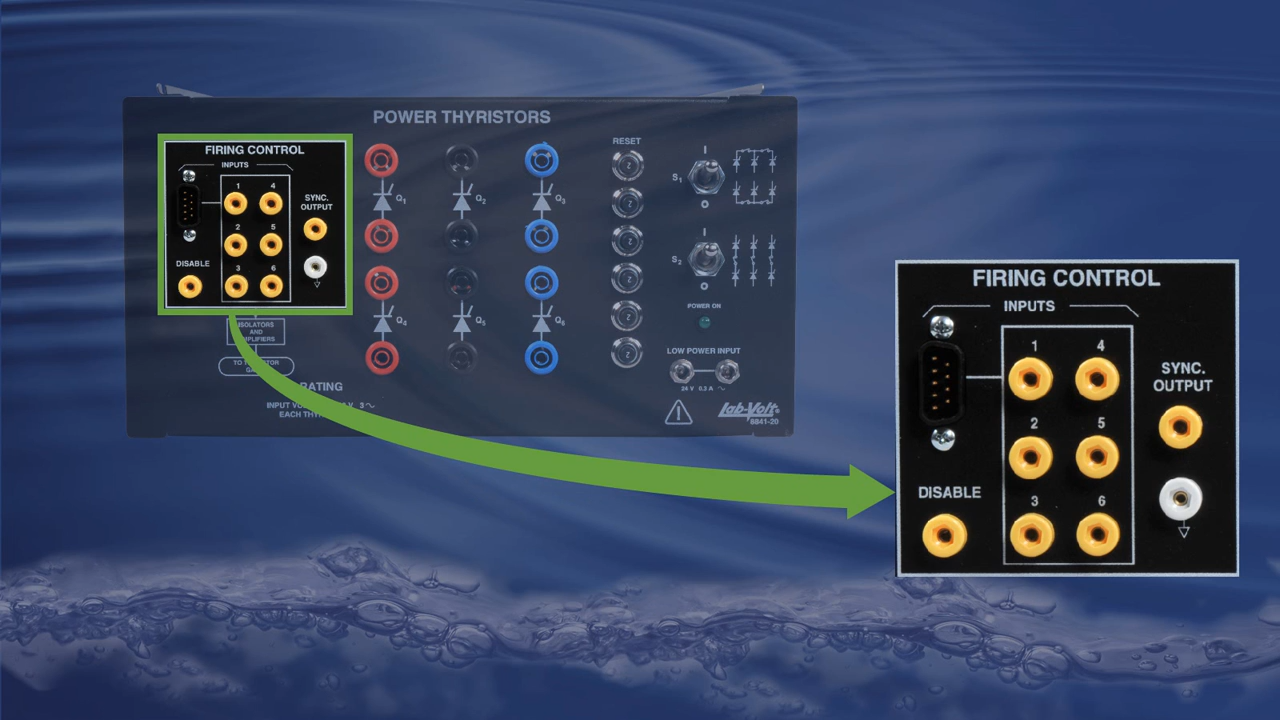 POWER THYRISTORS
FIRING CONTROL
INPUTS
1 4
2 5
3 6
SYNC.
OUTPUT
DISABLE
ISOLATORS
AND
AMPLIFIERS
RATING
EACH
Q1 Q2 Q3
Q4 Q5 Q6
RESET
I
S1
O
I
S2
O
POWER ON
LOW POWER INPUT
24 V 0.3 A ~
Lab-Volt®
8841-20
FIRING CONTROL
INPUTS
1 4
2 5
3 6
SYNC.
OUTPUT
DISABLE